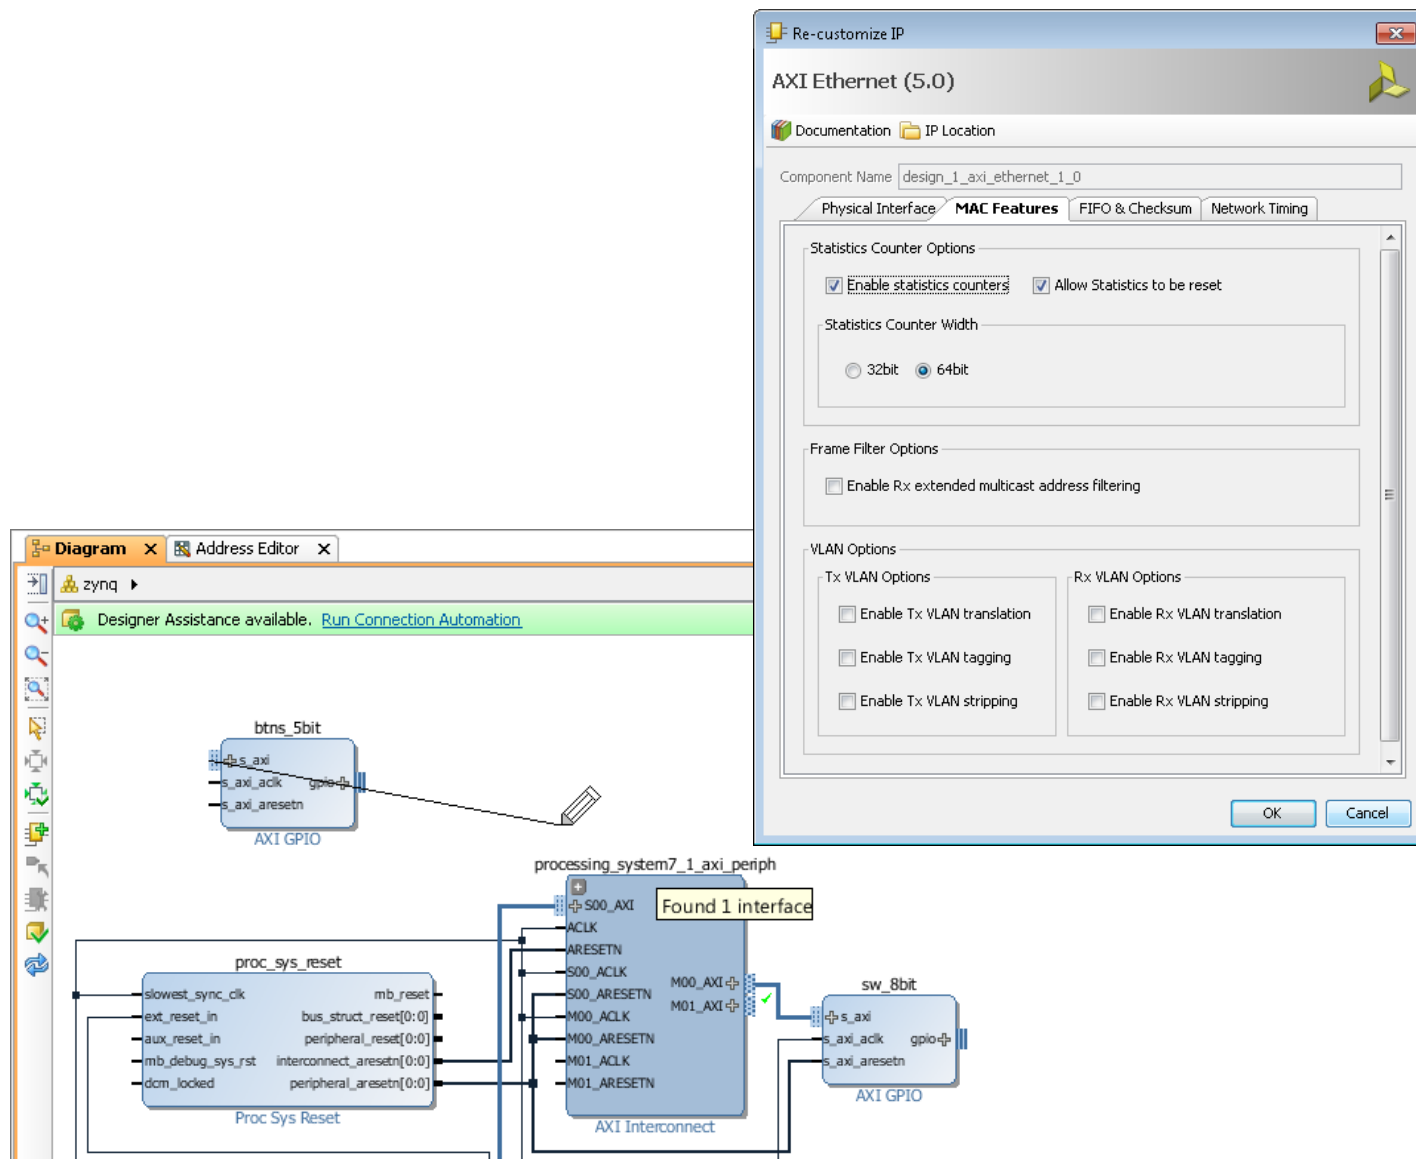 Re-customize IP
AXI Ethernet (5.0)
Documentation IP Location
Component Name design_1_axi_ethernet_1_0
Physical Interface MAC Features FIFO & Checksum Network Timing
Statistics Counter Options
Enable statistics counters Allow Statistics to be reset
Statistics Counter Width
32bit 64bit
Frame Filter Options
Enable Rx extended multicast address filtering
VLAN Options
Tx VLAN Options Rx VLAN Options
Enable Tx VLAN translation Enable Rx VLAN translation
Enable Tx VLAN tagging Enable Rx VLAN tagging
Enable Tx VLAN stripping Enable Rx VLAN stripping
OK Cancel
Diagram Address Editor
zynq
Designer Assistance available. Run Connection Automation
btns_5bit
s_axi
s_axi_aclk gpio
s_axi_aresetn
AXI GPIO
processing_system7_1_axi_periph
S00_AXI
Found 1 interface
ACLK
ARESETN
S00_ACLK
S00_ARESETN
M00_ACLK
M00_ARESETN
M01_ACLK
M01_ARESETN
M00_AXI
M01_AXI
AXI Interconnect
proc_sys_reset
slowest_sync_clk mb_reset
ext_reset_in bus_struct_reset[0:0]
aux_reset_in peripheral_reset[0:0]
mb_debug_sys_rst interconnect_aresetn[0:0]
dcm_locked peripheral_aresetn[0:0]
Proc Sys Reset
sw_8bit
s_axi
s_axi_aclk gpio
s_axi_aresetn
AXI GPIO